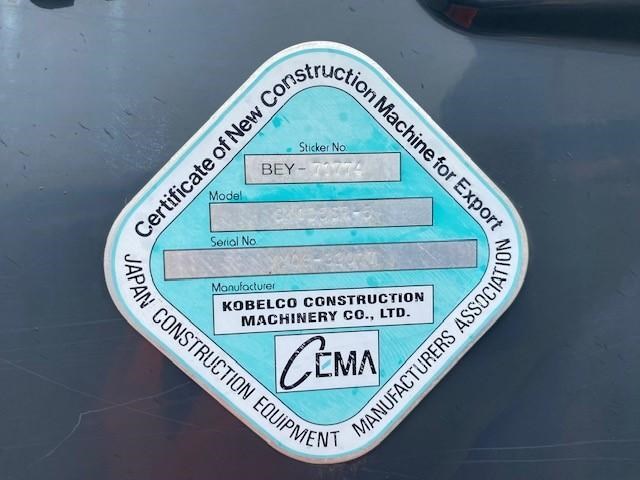 Certificate of New Construction Machine for Export
Sticker No.
BEY-71774
Model
Serial No.
Manufacturer
KOBELCO CONSTRUCTION
MACHINERY CO., LTD.
CEMA
JAPAN CONSTRUCTION EQUIPMENT MANUFACTURERS ASSOCIATION